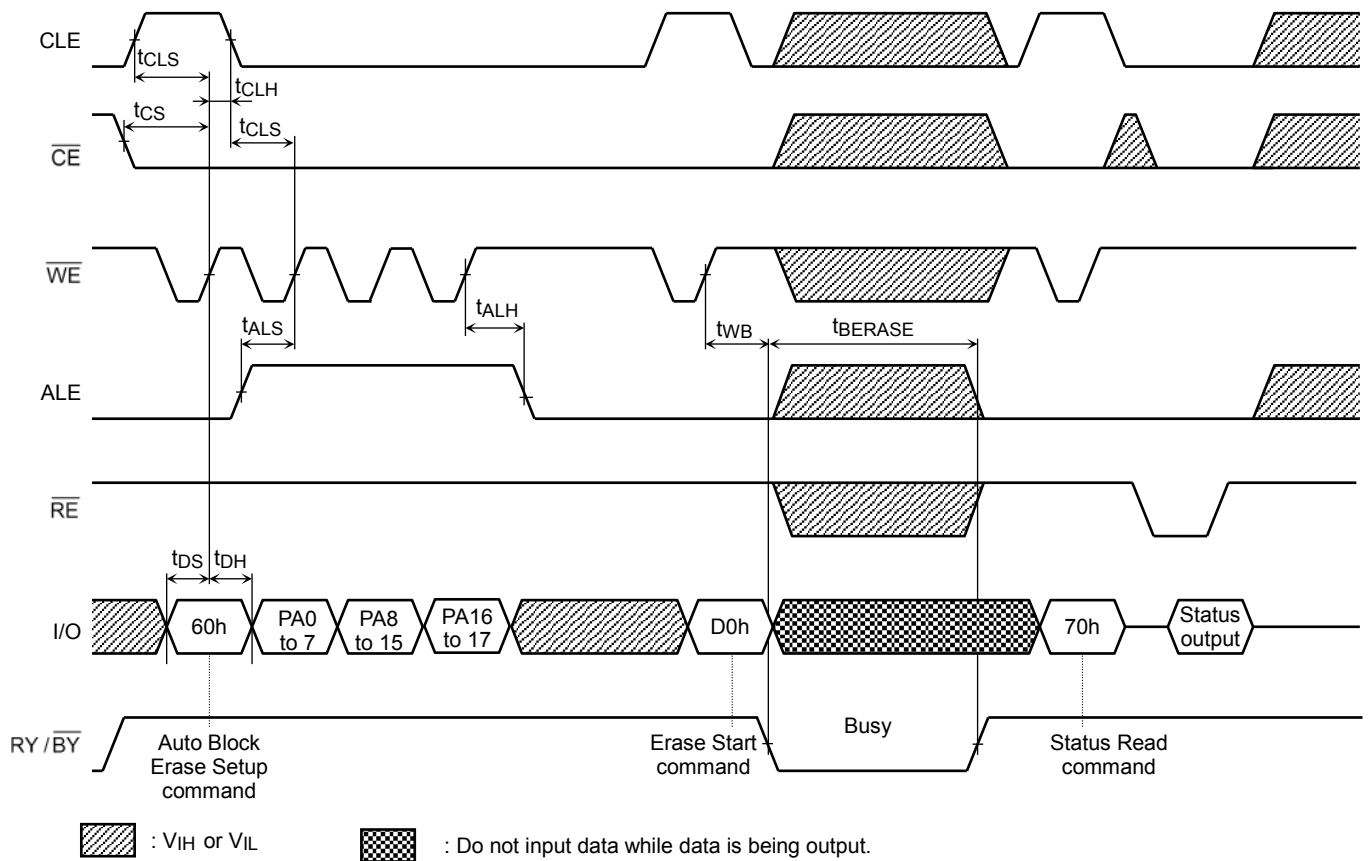 CLE
tCLS
tCLH
tCS
tCLS
CE
WE
tALS
tALH
tWB
tBERASE
ALE
RE
tDS
tDH
I/O
60h
PA0
to 7
PA8
to 15
PA16
to 17
D0h
70h
Status
output
RY / BY
Busy
Auto Block
Erase Setup
command
Erase Start
command
Status Read
command
: VIH or VIL
: Do not input data while data is being output.